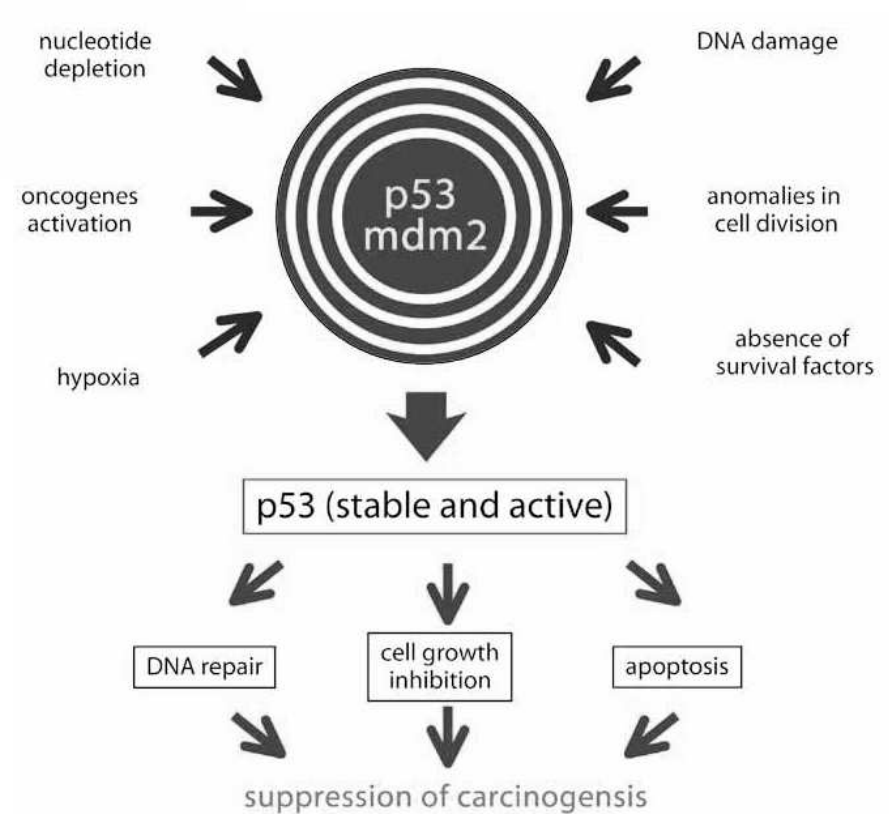 nucleotide
depletion
DNA damage
oncogenes
activation
p53
mdm2
anomalies in
cell division
hypoxia
absence of
survival factors
p53 (stable and active)
DNA repair
cell growth
inhibition
apoptosis
suppression of carcinogensis